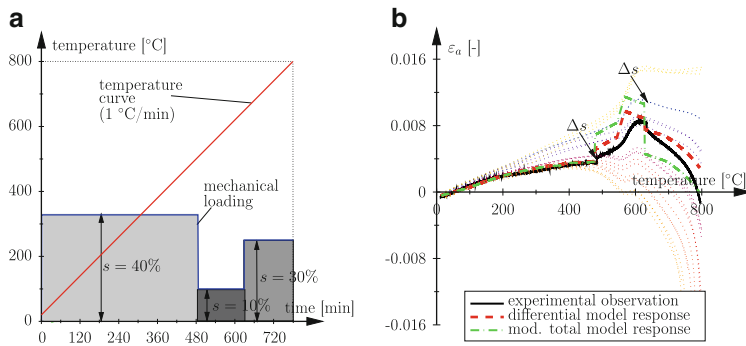 a
temperature [°C]
800
600
400
200
0
temperature
curve
(1 °C/min)
mechanical
loading
s = 40%
s = 10%
s = 30%
time [min]
0 120 240 360 480 600 720
b
εa [-]
0.016
0.008
0
-0.008
-0.016
Δs
Δs
temperature [°C]
0 200 400 600 800
experimental observation
differential model response
mod. total model response